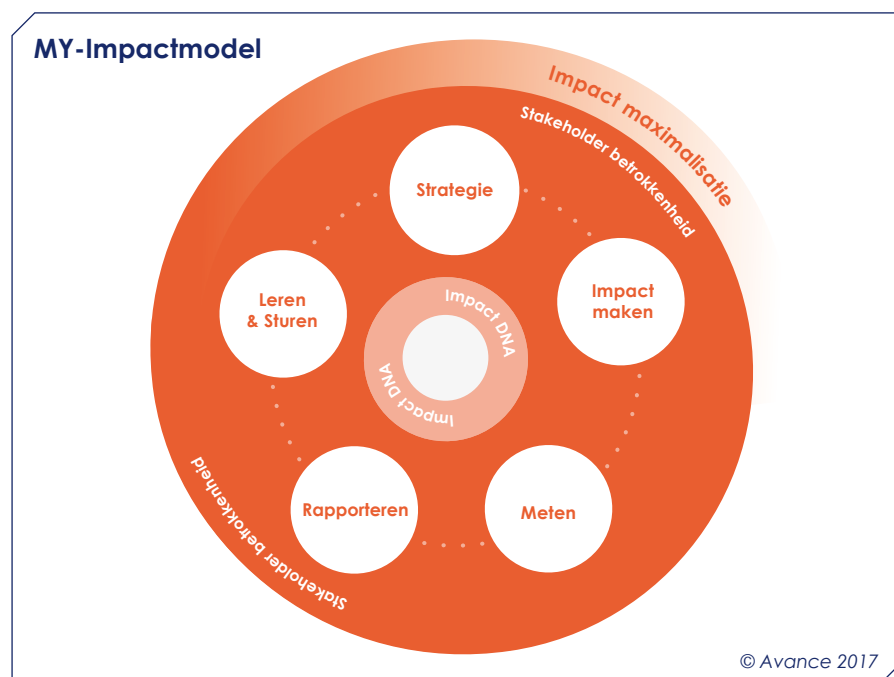 MY-Impactmodel
Impact maximalisatie
Stakeholder betrokkenheid
Strategie
Impact
maken
Leren
& Sturen
Impact DNA
Impact DNA
Rapporteren
Meten
Stakeholder betrokkenheid
© Avance 2017